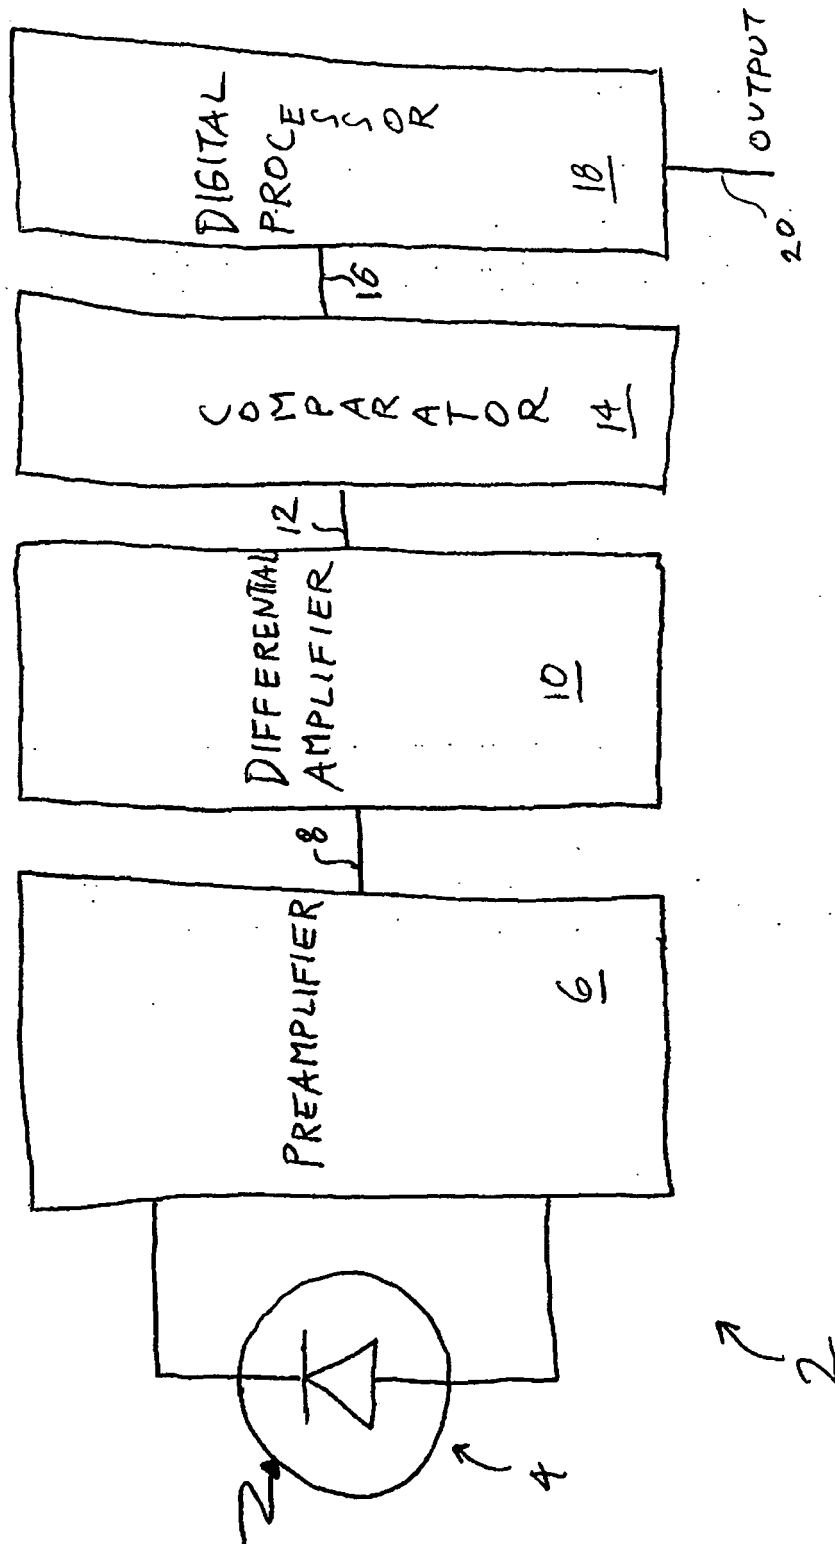 PREAMPLIFIER
6
8
DIFFERENTIAL
AMPLIFIER
10
12
COMPARATOR
14
16
DIGITAL
PROCESSOR
18
20
OUTPUT
4
2